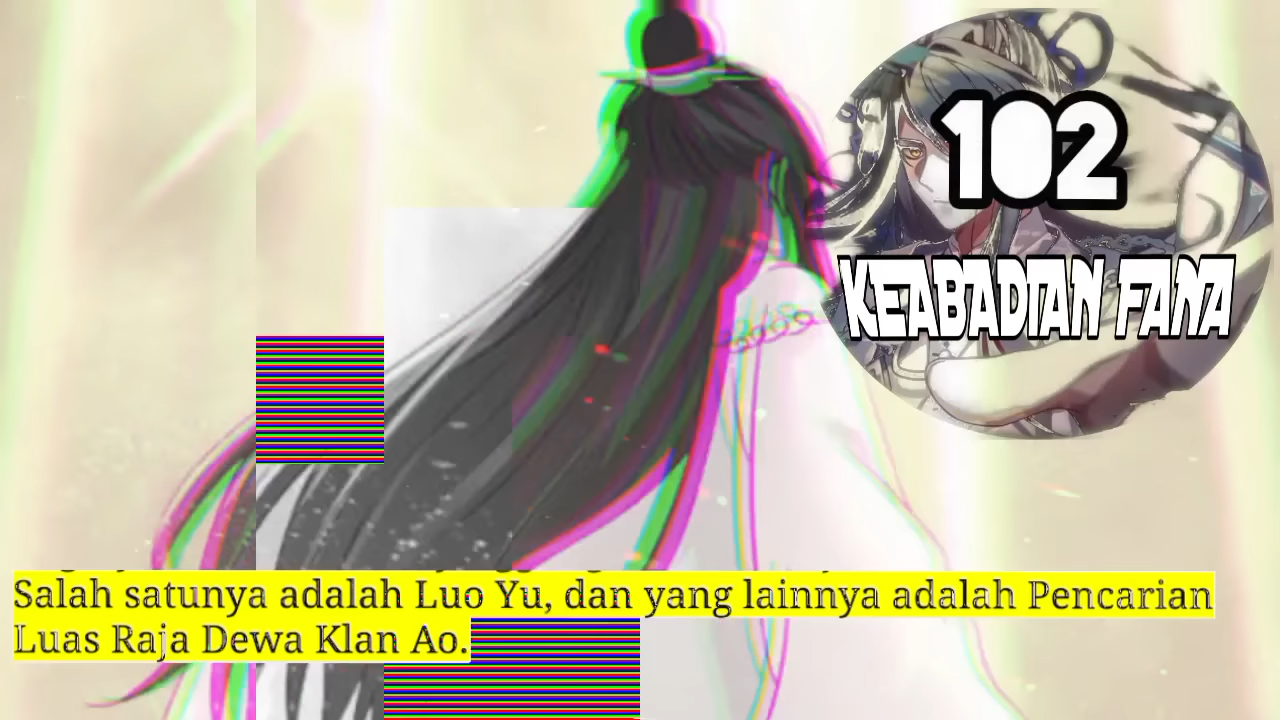 102
KEABADIAN FANA
Salah satunya adalah Luo Yu, dan yang lainnya adalah Pencarian
Luas Raja Dewa Klan Ao.